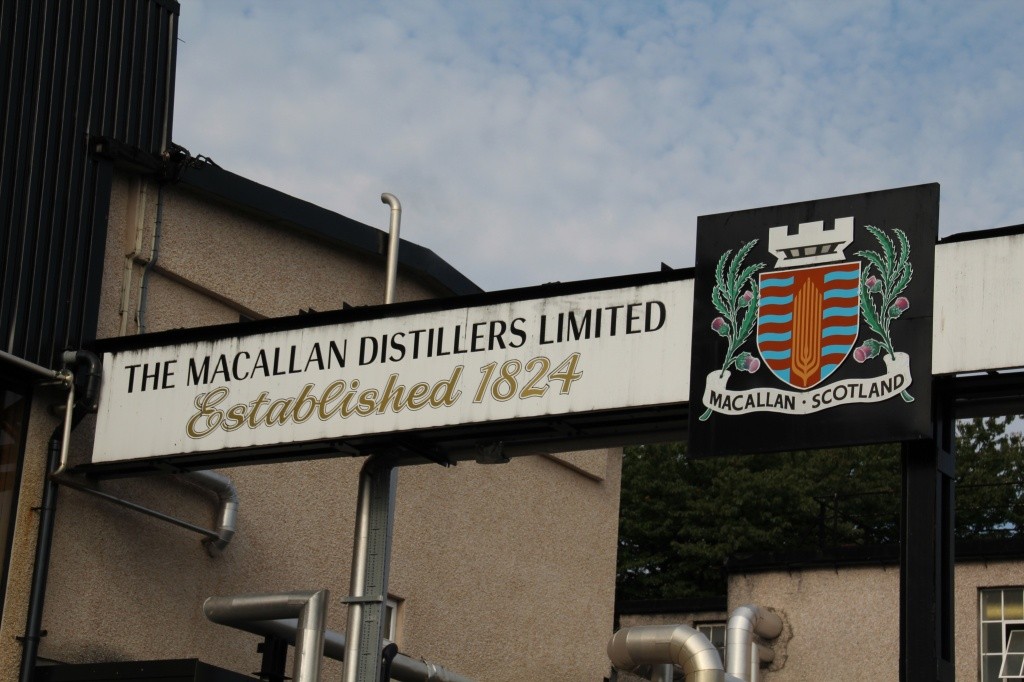 THE MACALLAN DISTILLERS LIMITED
Established 1824
MACALLAN · SCOTLAND